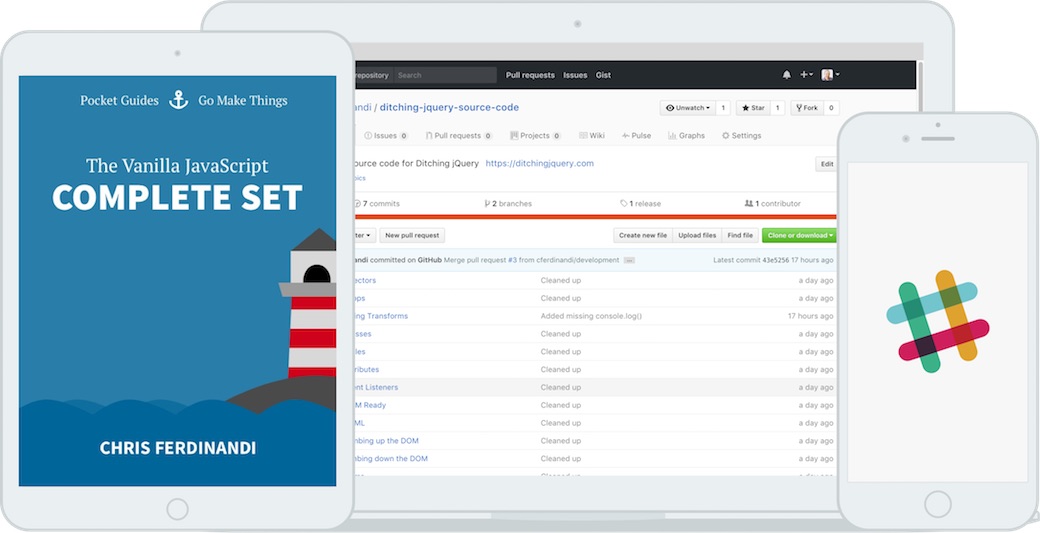 Pocket Guides Go Make Things
The Vanilla JavaScript
COMPLETE SET
CHRIS FERDINANDI
repository Search Pull requests Issues Gist
andi / ditching-jquery-source-code Unwatch 1 Star 1 Fork 0
Issues 0 Pull requests 0 Projects 0 Wiki Pulse Graphs Settings
ource code for Ditching jQuery https://ditchingjquery.com Edit
ics
7 commits 2 branches 1 release 1 contributor
ter New pull request Create new file Upload files Find file Clone or download
andi committed on GitHub Merge pull request #3 from cferdinandi/development ... Latest commit 43e5256 17 hours ago
ectors Cleaned up a day ago
ops Cleaned up a day ago
ing Transforms Added missing console.log() 17 hours ago
sses Cleaned up a day ago
les Cleaned up a day ago
ributes Cleaned up a day ago
ent Listeners Cleaned up a day ago
M Ready Cleaned up a day ago
ML Cleaned up a day ago
mbing up the DOM Cleaned up a day ago
mbing down the DOM Cleaned up a day ago
Cleaned up a day ago